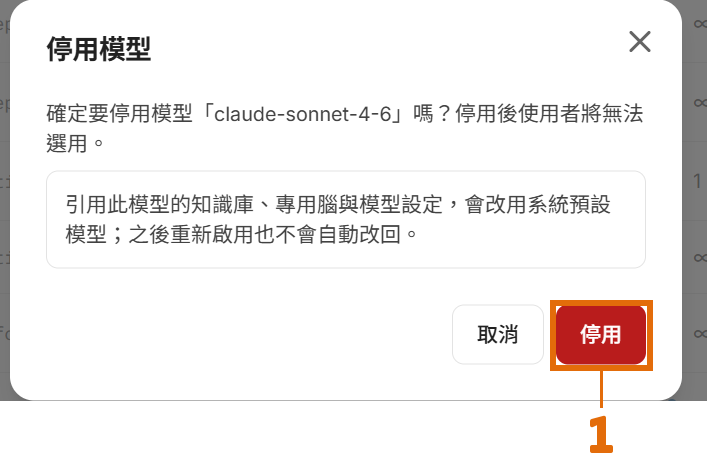 停用模型
確定要停用模型「claude-sonnet-4-6」嗎？停用後使用者將無法
選用。
引用此模型的知識庫、專用腦與模型設定，會改用系統預設
模型；之後重新啟用也不會自動改回。
取消
停用
1